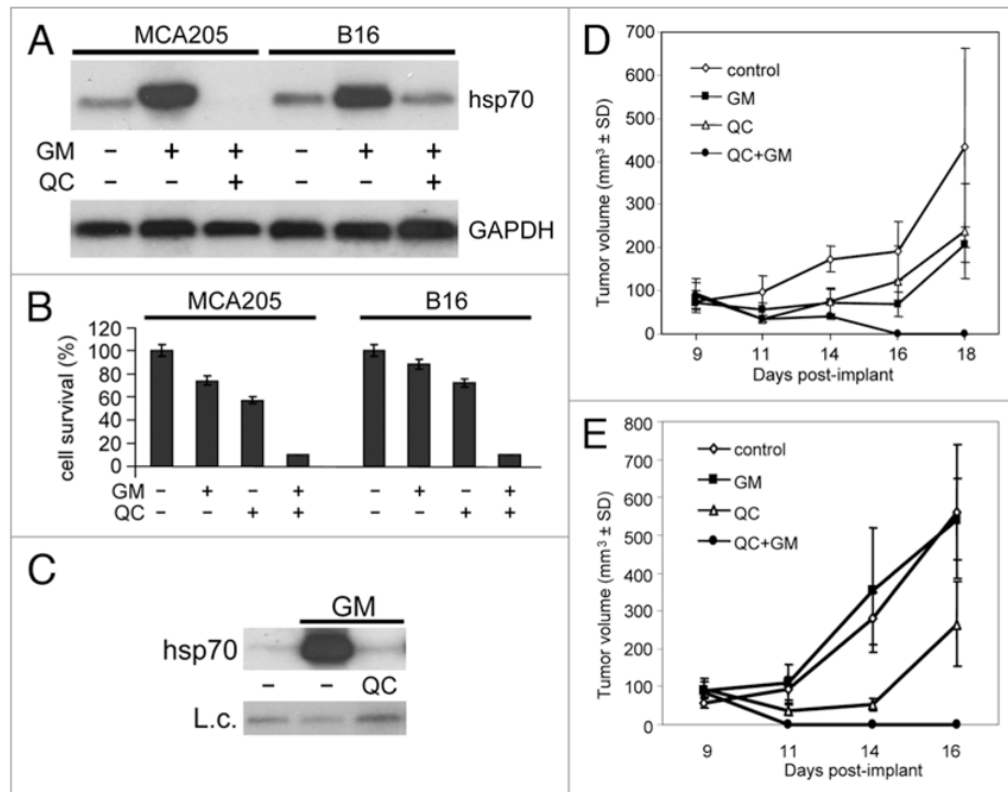 A
MCA205 B16
hsp70
GM − + + − + +
QC − − + − − +
GAPDH
B
MCA205 B16
cell survival (%)
120
100
80
60
40
20
0
GM − + − + − + − +
QC − − + + − − + +
C
GM
hsp70
− − QC
L.c.
D
Tumor volume (mm³ ± SD)
700
600
500
400
300
200
100
0
control
GM
QC
QC+GM
9 11 14 16 18
Days post-implant
E
Tumor volume (mm³ ± SD)
800
700
600
500
400
300
200
100
0
control
GM
QC
QC+GM
9 11 14 16
Days post-implant